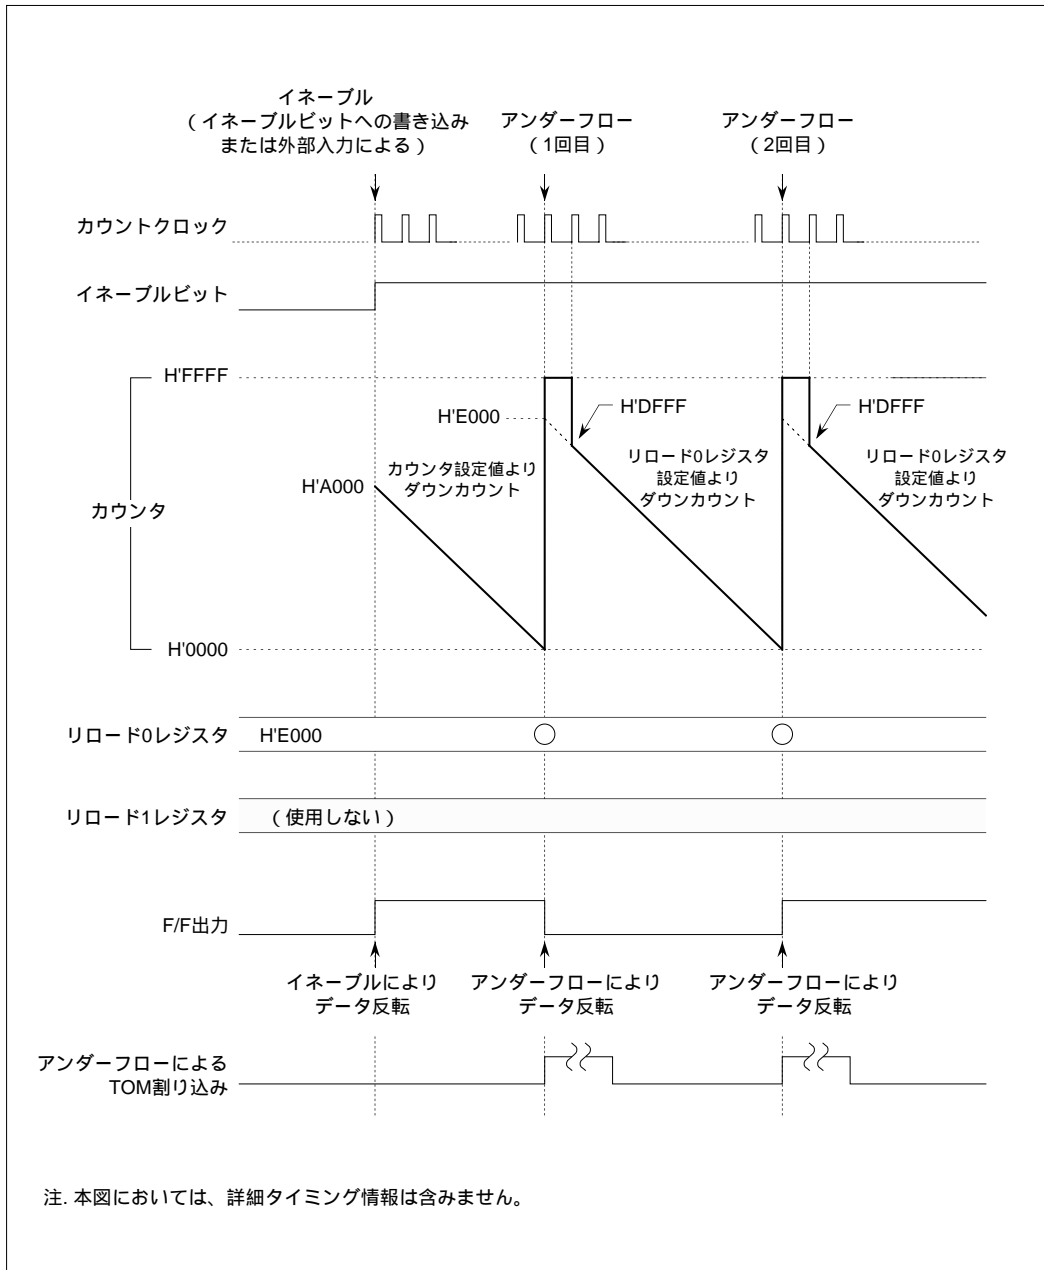 イネーブル
(イネーブルビットへの書き込み
または外部入力による)
アンダーフロー
(1回目)
アンダーフロー
(2回目)
カウントクロック
イネーブルビット
H'FFFF
H'E000
H'DFFF
H'DFFF
カウンタ設定値より
ダウンカウント
リロード0レジスタ
設定値より
ダウンカウント
リロード0レジスタ
設定値より
ダウンカウント
H'A000
カウンタ
H'0000
リロード0レジスタ H'E000
リロード1レジスタ (使用しない)
F/F出力
イネーブルにより
データ反転
アンダーフローにより
データ反転
アンダーフローにより
データ反転
アンダーフローによる
TOM割り込み
注. 本図においては、詳細タイミング情報は含みません。